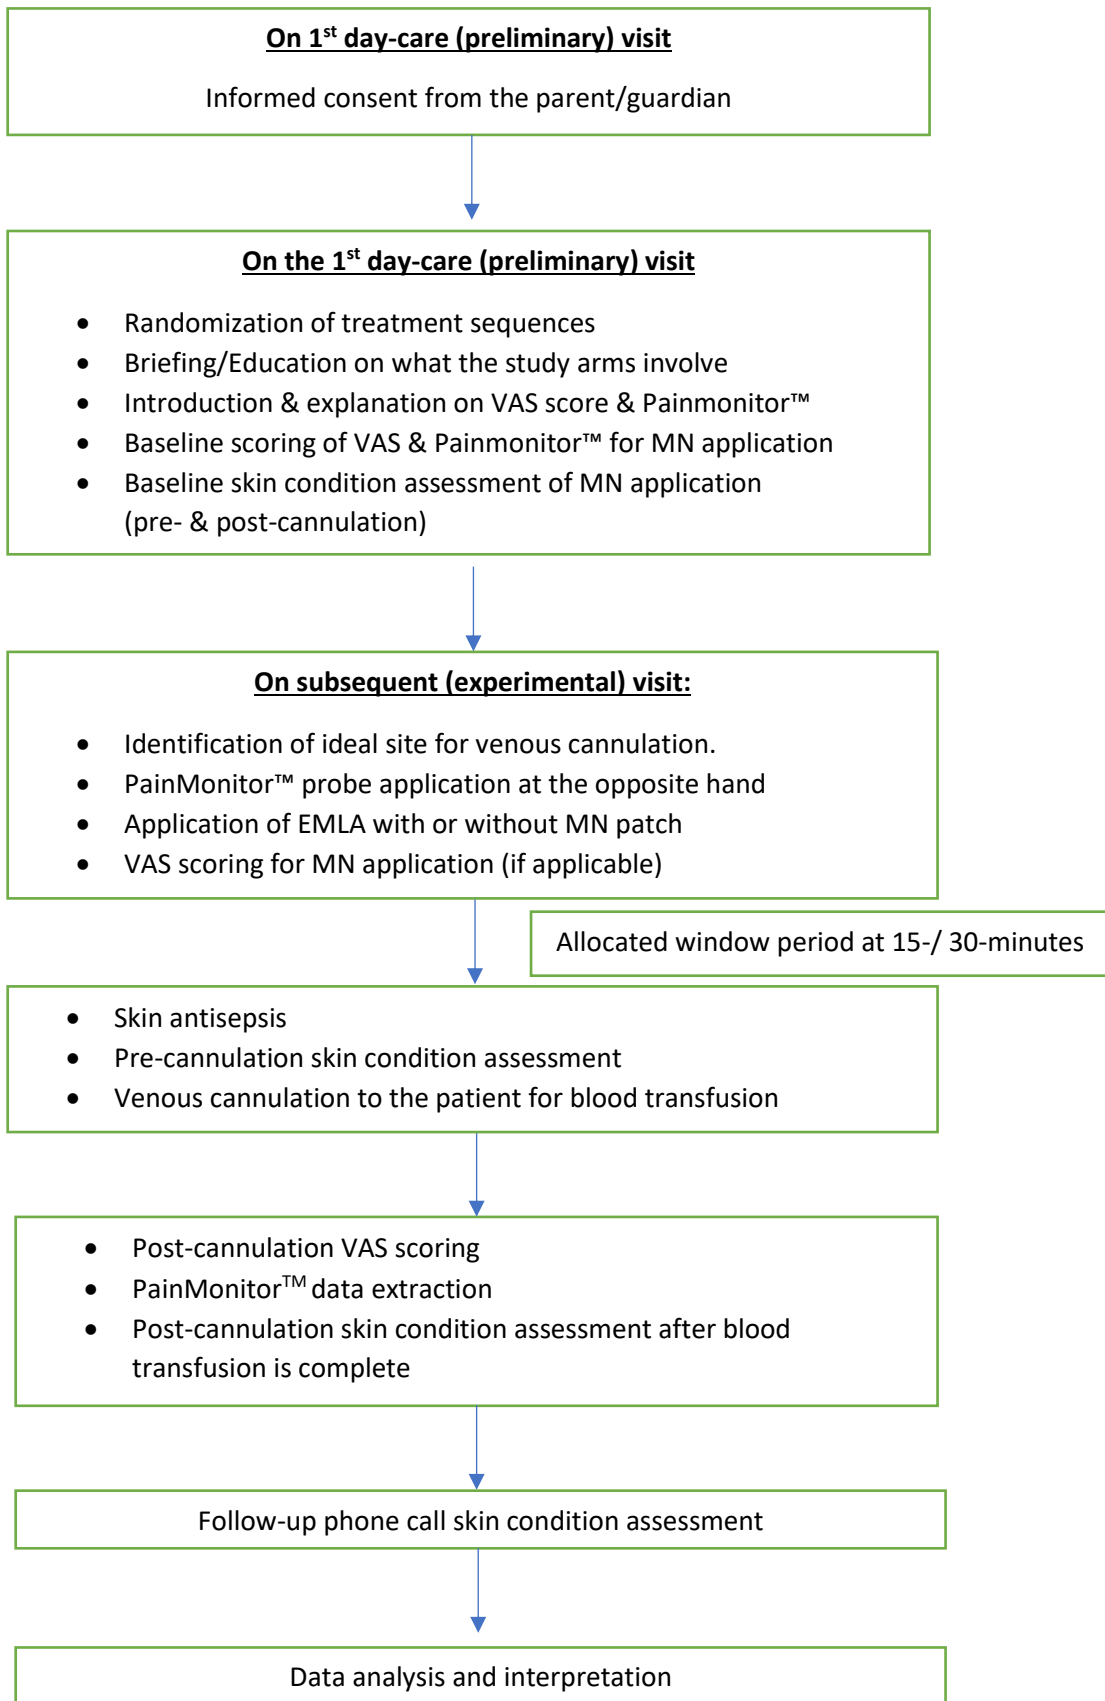 On 1st day-care (preliminary) visit
Informed consent from the parent/guardian
On the 1st day-care (preliminary) visit
• Randomization of treatment sequences
• Briefing/Education on what the study arms involve
• Introduction & explanation on VAS score & Painmonitor™
• Baseline scoring of VAS & Painmonitor™ for MN application
• Baseline skin condition assessment of MN application
(pre- & post-cannulation)
On subsequent (experimental) visit:
• Identification of ideal site for venous cannulation.
• PainMonitor™ probe application at the opposite hand
• Application of EMLA with or without MN patch
• VAS scoring for MN application (if applicable)
Allocated window period at 15-/ 30-minutes
• Skin antisepsis
• Pre-cannulation skin condition assessment
• Venous cannulation to the patient for blood transfusion
• Post-cannulation VAS scoring
• PainMonitor™ data extraction
• Post-cannulation skin condition assessment after blood
transfusion is complete
Follow-up phone call skin condition assessment
Data analysis and interpretation